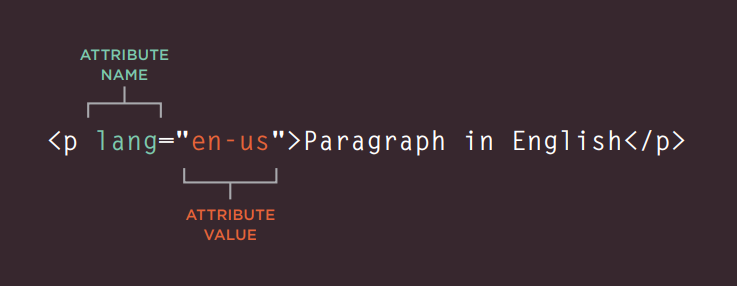 ATTRIBUTE
NAME
<p lang="en-us">Paragraph in English</p>
ATTRIBUTE
VALUE